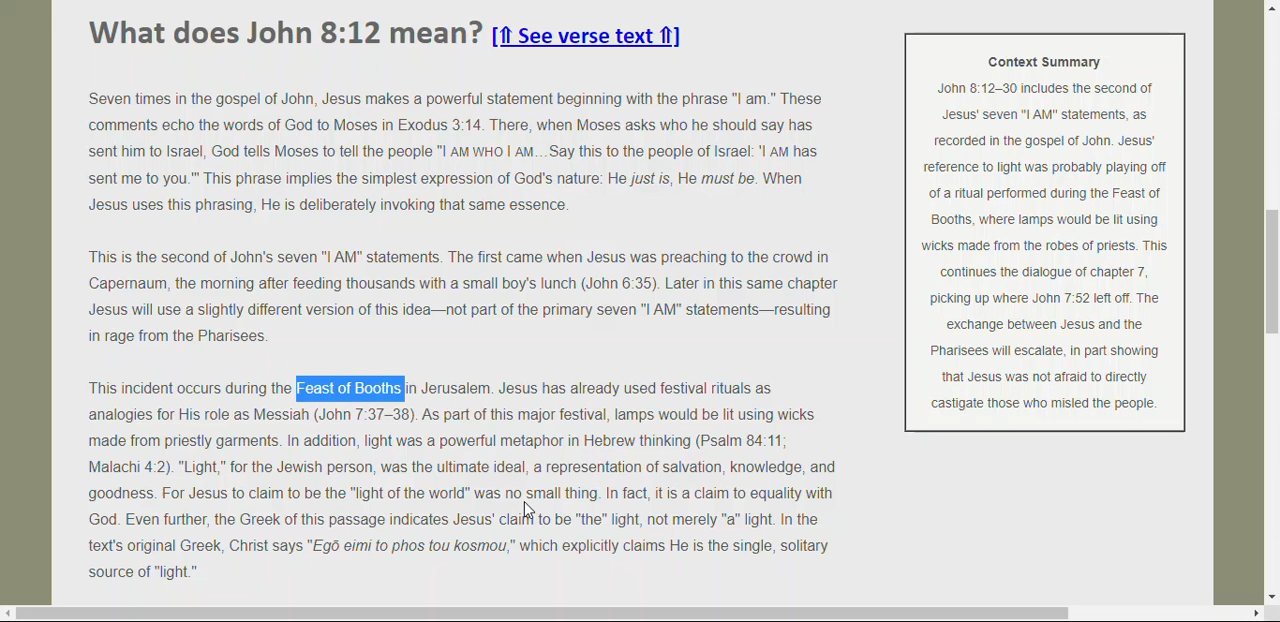 What does John 8:12 mean? [⇑ See verse text ⇑]
Seven times in the gospel of John, Jesus makes a powerful statement beginning with the phrase "I am." These
comments echo the words of God to Moses in Exodus 3:14. There, when Moses asks who he should say has
sent him to Israel, God tells Moses to tell the people "I AM WHO I AM…Say this to the people of Israel: 'I AM has
sent me to you.'" This phrase implies the simplest expression of God's nature: He just is, He must be. When
Jesus uses this phrasing, He is deliberately invoking that same essence.
This is the second of John's seven "I AM" statements. The first came when Jesus was preaching to the crowd in
Capernaum, the morning after feeding thousands with a small boy's lunch (John 6:35). Later in this same chapter
Jesus will use a slightly different version of this idea—not part of the primary seven "I AM" statements—resulting
in rage from the Pharisees.
This incident occurs during the Feast of Booths in Jerusalem. Jesus has already used festival rituals as
analogies for His role as Messiah (John 7:37–38). As part of this major festival, lamps would be lit using wicks
made from priestly garments. In addition, light was a powerful metaphor in Hebrew thinking (Psalm 84:11;
Malachi 4:2). "Light," for the Jewish person, was the ultimate ideal, a representation of salvation, knowledge, and
goodness. For Jesus to claim to be the "light of the world" was no small thing. In fact, it is a claim to equality with
God. Even further, the Greek of this passage indicates Jesus' claim to be "the" light, not merely "a" light. In the
text's original Greek, Christ says "Egō eimi to phos tou kosmou," which explicitly claims He is the single, solitary
source of "light."
Context Summary
John 8:12–30 includes the second of
Jesus' seven "I AM" statements, as
recorded in the gospel of John. Jesus'
reference to light was probably playing off
of a ritual performed during the Feast of
Booths, where lamps would be lit using
wicks made from the robes of priests. This
continues the dialogue of chapter 7,
picking up where John 7:52 left off. The
exchange between Jesus and the
Pharisees will escalate, in part showing
that Jesus was not afraid to directly
castigate those who misled the people.